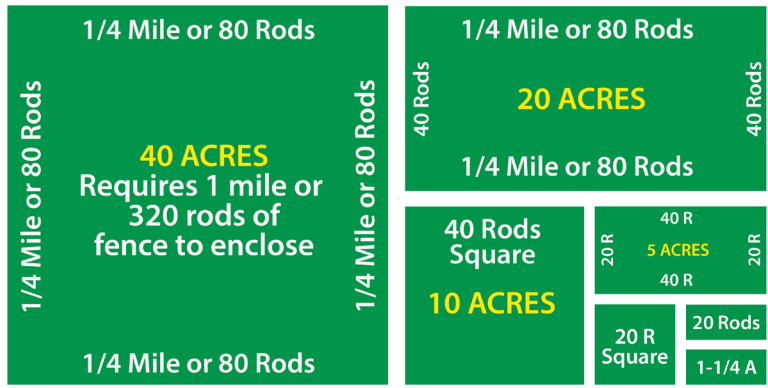 1/4 Mile or 80 Rods
1/4 Mile or 80 Rods
40 ACRES
Requires 1 mile or
320 rods of
fence to enclose
1/4 Mile or 80 Rods
1/4 Mile or 80 Rods
1/4 Mile or 80 Rods
40 Rods
20 ACRES
40 Rods
1/4 Mile or 80 Rods
40 Rods
Square
10 ACRES
40 R
20 R
5 ACRES
20 R
40 R
20 R
Square
20 Rods
1-1/4 A